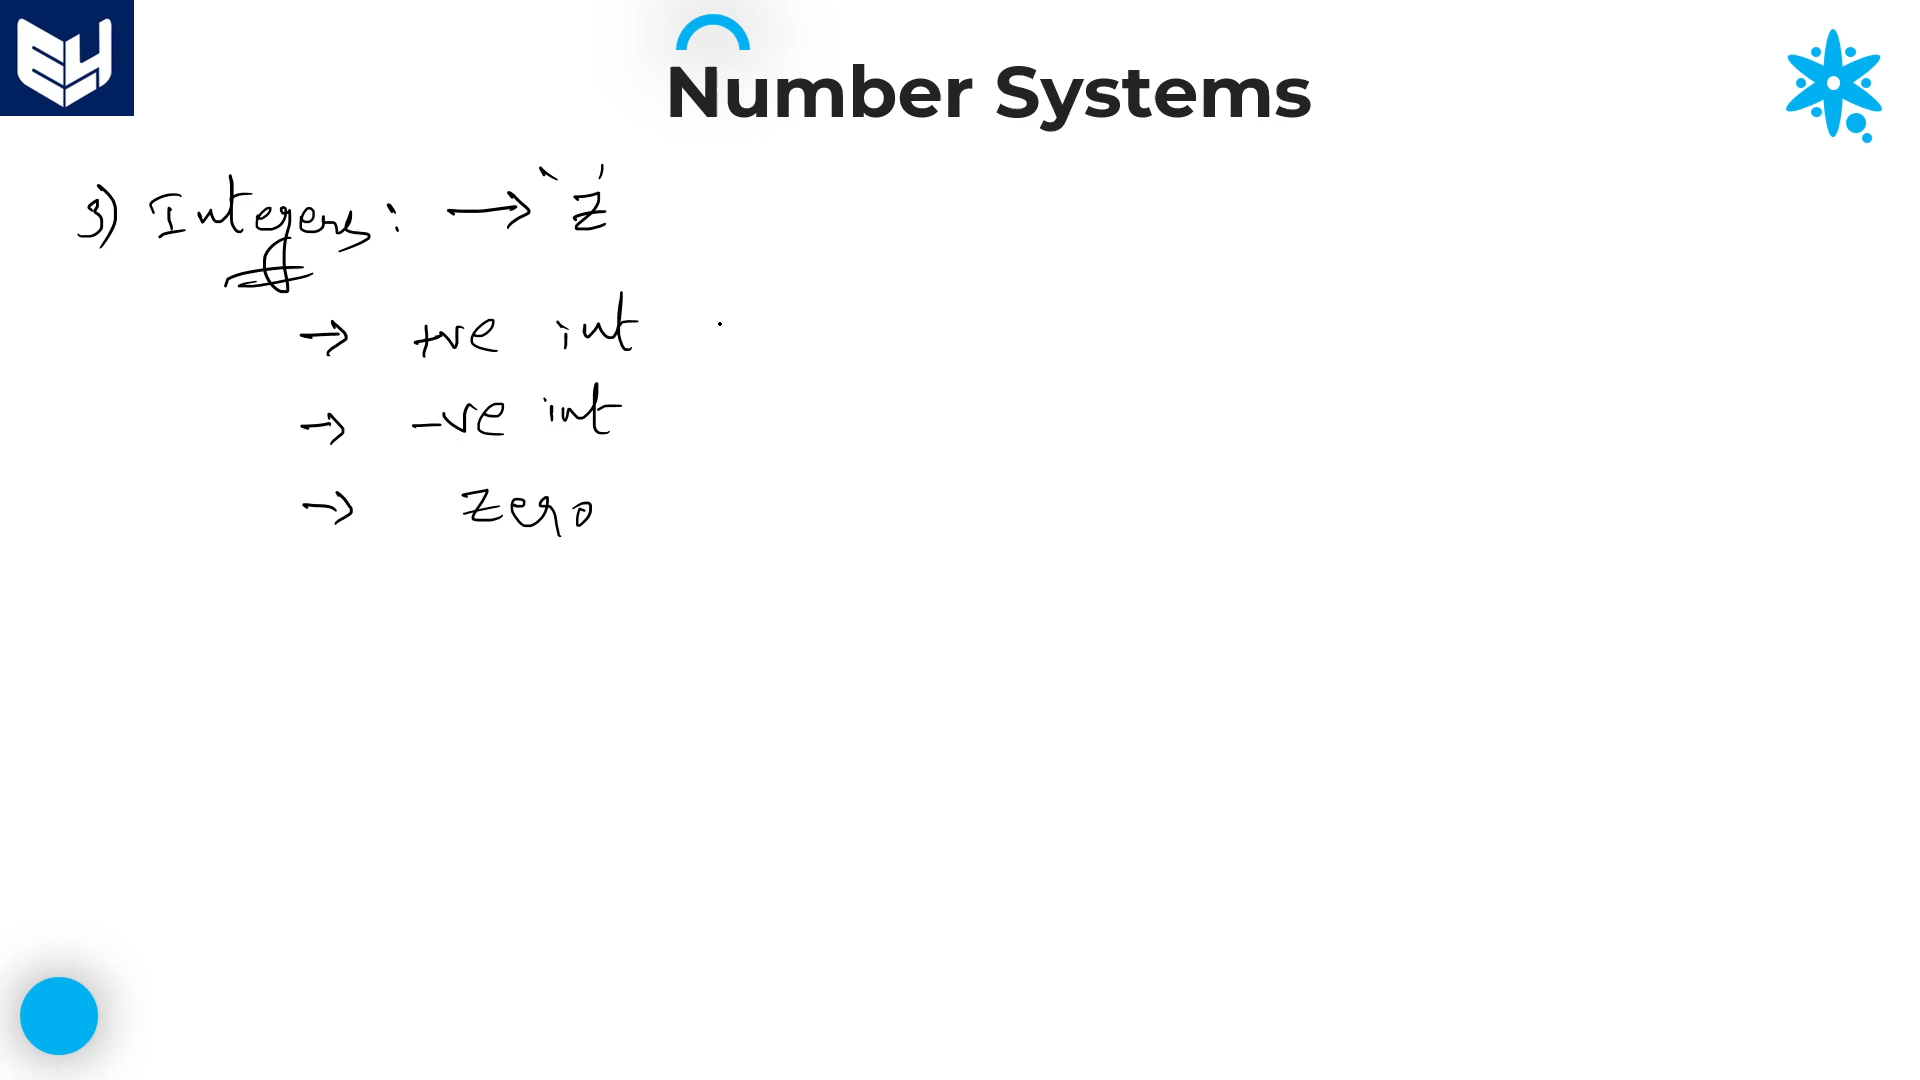 Number Systems
3) Integers: → 'Z'
→ +ve int
→ -ve int
→ Zero